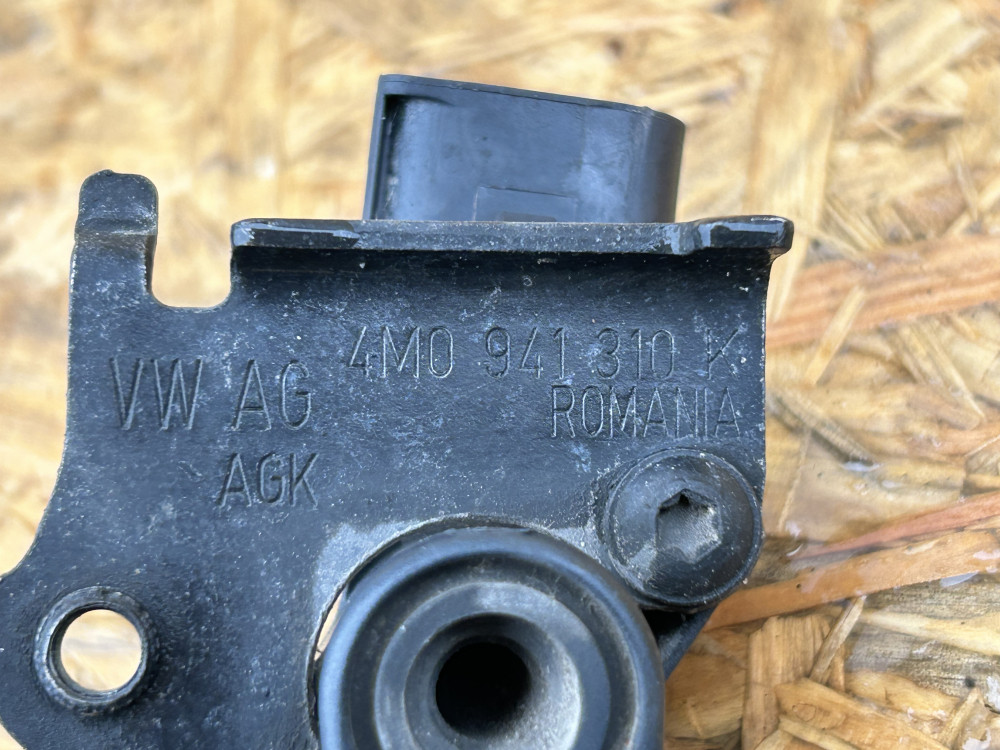 4M0 941 310 K
VW AG
ROMANIA
AGK